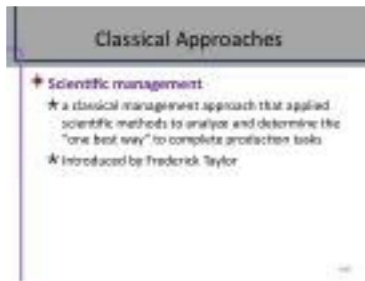 Classical Approaches
Scientific management
a classical management approach that applied
scientific methods to analyze and determine the
"one best way" to complete production tasks
Introduced by Frederick Taylor